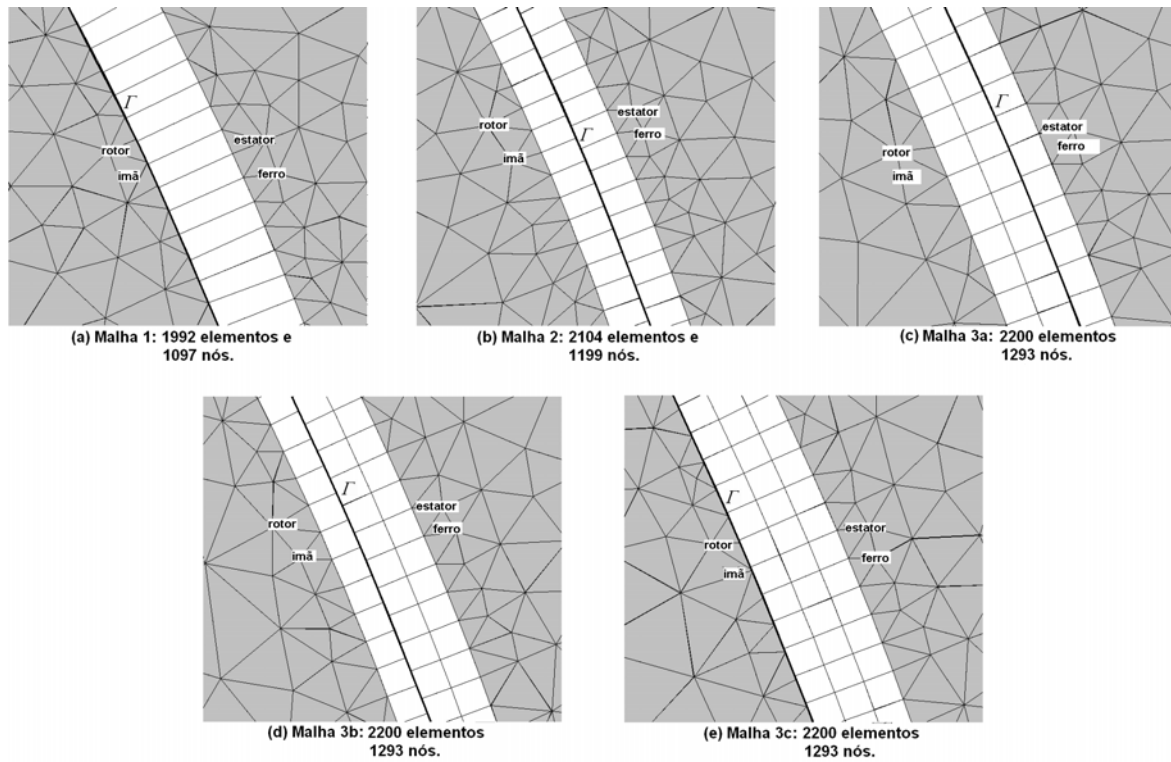 Γ
rotor
imã
estator
ferro
(a) Malha 1: 1992 elementos e
1097 nós.
Γ
rotor
imã
estator
ferro
(b) Malha 2: 2104 elementos e
1199 nós.
Γ
rotor
imã
estator
ferro
(c) Malha 3a: 2200 elementos
1293 nós.
Γ
rotor
imã
estator
ferro
(d) Malha 3b: 2200 elementos
1293 nós.
Γ
rotor
imã
estator
ferro
(e) Malha 3c: 2200 elementos
1293 nós.